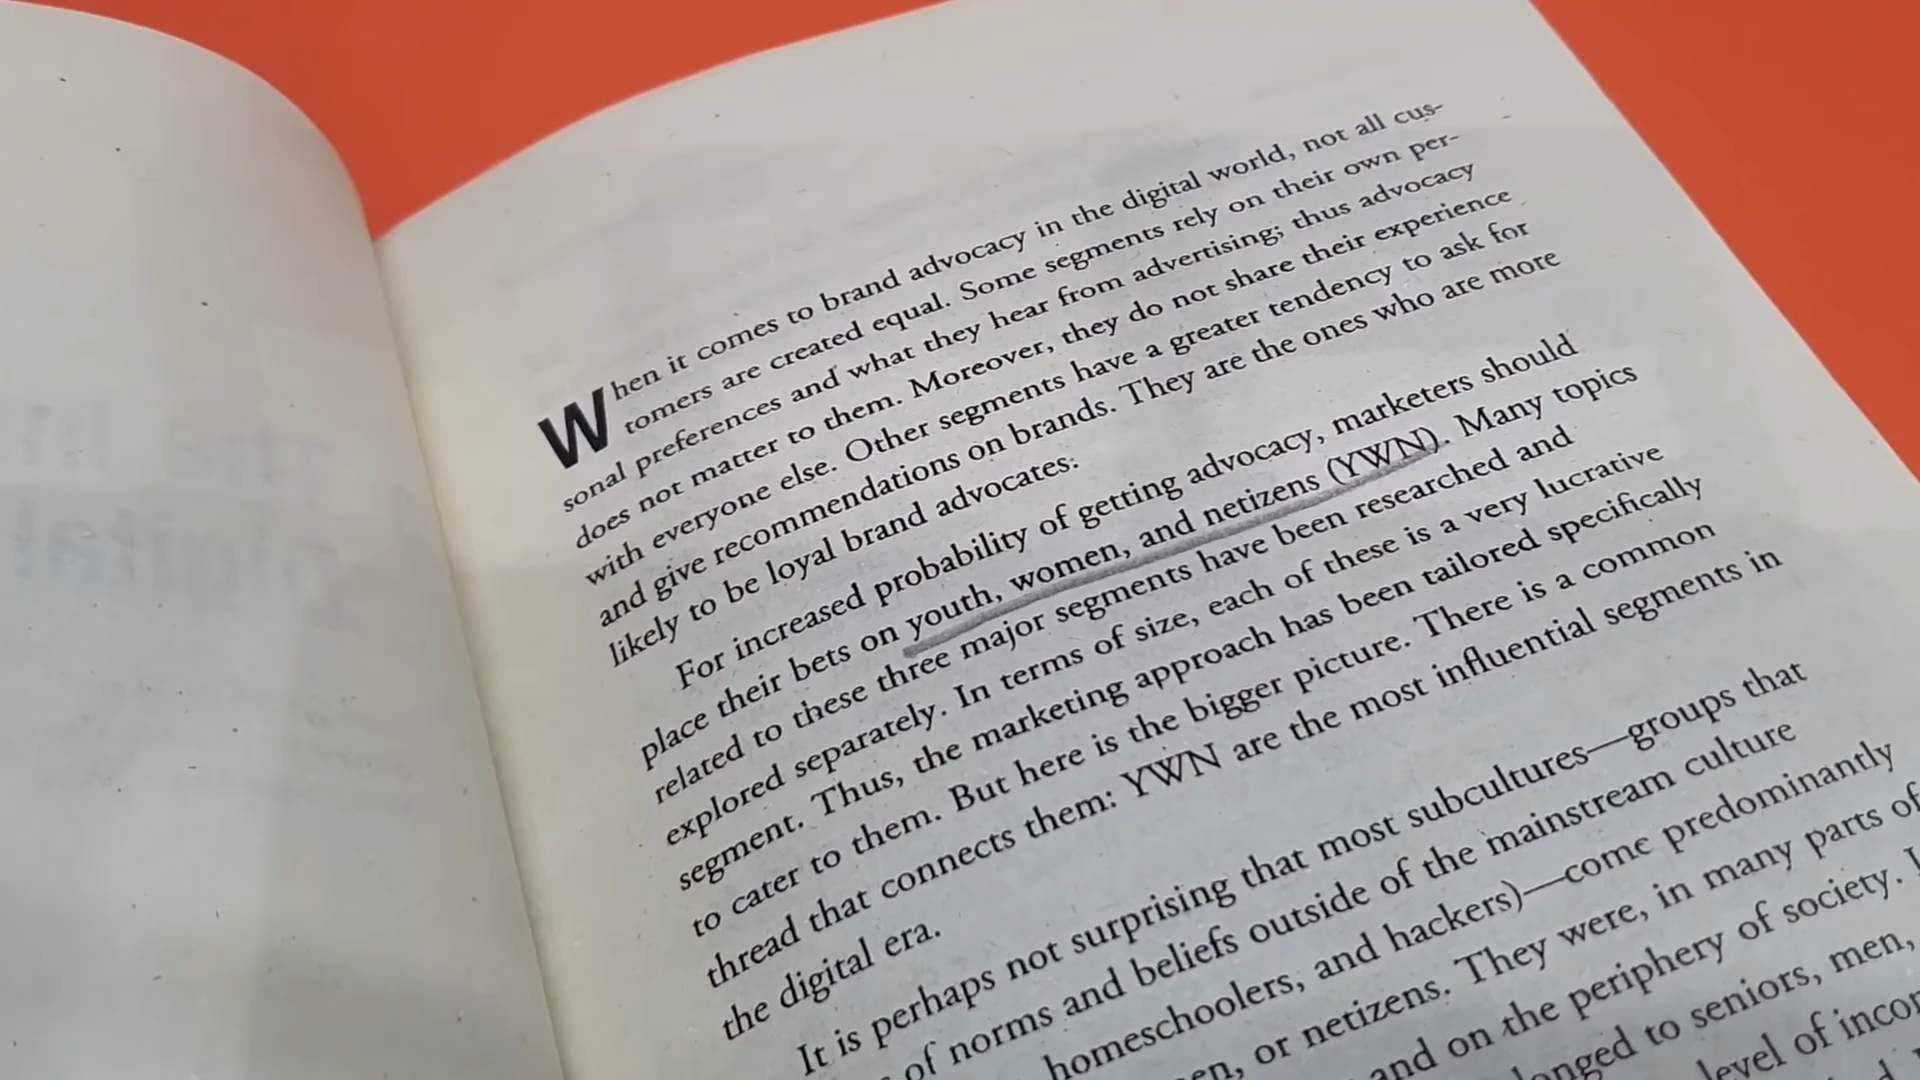 When it comes to brand advocacy in the digital world, not all cus-
tomers are created equal. Some segments rely on their own per-
sonal preferences and what they hear from advertising; thus advocacy
does not matter to them. Moreover, they do not share their experience
with everyone else. Other segments have a greater tendency to ask for
and give recommendations on brands. They are the ones who are more
likely to be loyal brand advocates.
For increased probability of getting advocacy, marketers should
place their bets on youth, women, and netizens (YWN). Many topics
related to these three major segments have been researched and
explored separately. In terms of size, each of these is a very lucrative
segment. Thus, the marketing approach has been tailored specifically
to cater to them. But here is the bigger picture. There is a common
thread that connects them: YWN are the most influential segments in
the digital era.
It is perhaps not surprising that most subcultures—groups that
of norms and beliefs outside of the mainstream culture
homeschoolers, and hackers)—come predominantly
or netizens. They were, in many parts of
and on the periphery of society.
to seniors, men,
level of